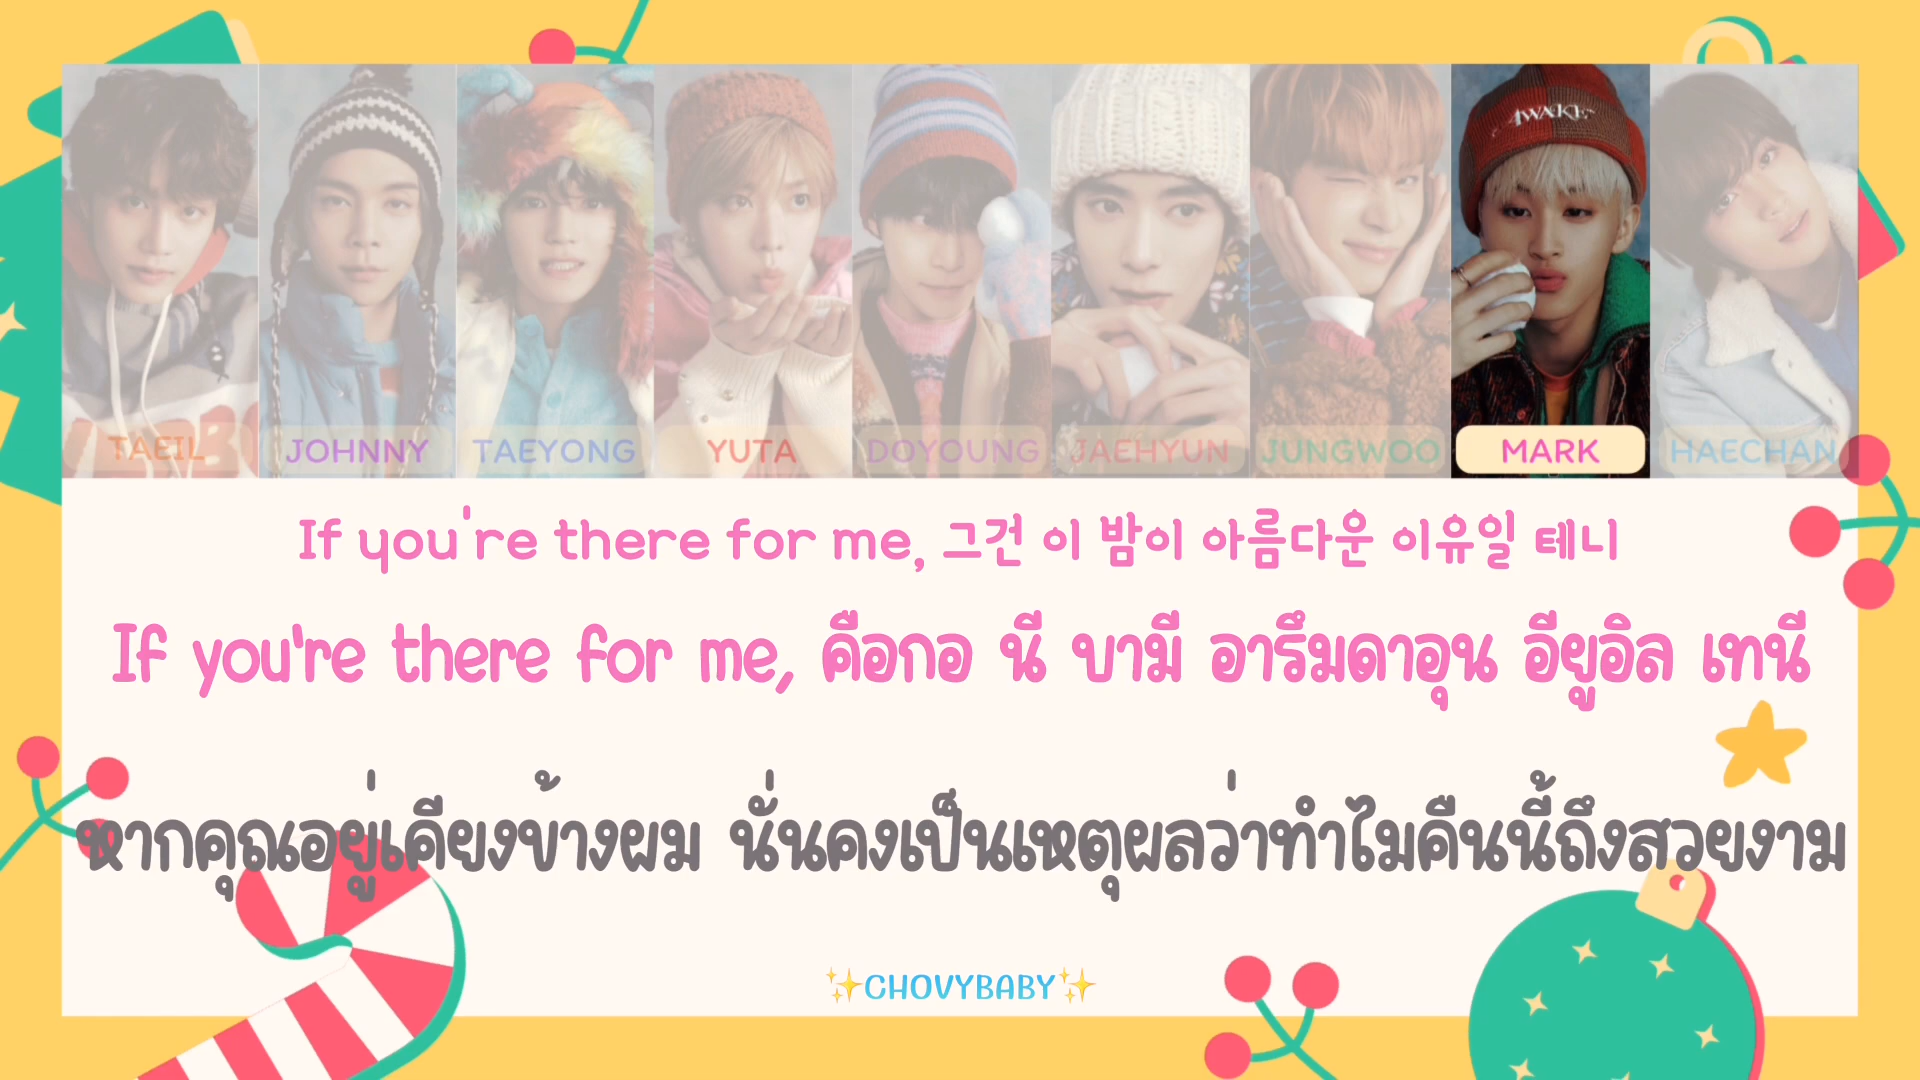 AWAKE
TAEIL JOHNNY TAEYONG YUTA DOYOUNG JAEHYUN JUNGWOO MARK HAECHAN
If you're there for me, 그건 이 밤이 아름다운 이유일 테니
If you're there for me, คือกอ นี บามี อารึมดาอุน อียูอิล เทนี
หากคุณอยู่เคียงข้างผม นั่นคงเป็นเหตุผลว่าทำไมคืนนี้ถึงสวยงาม
✨CHOVYBABY✨